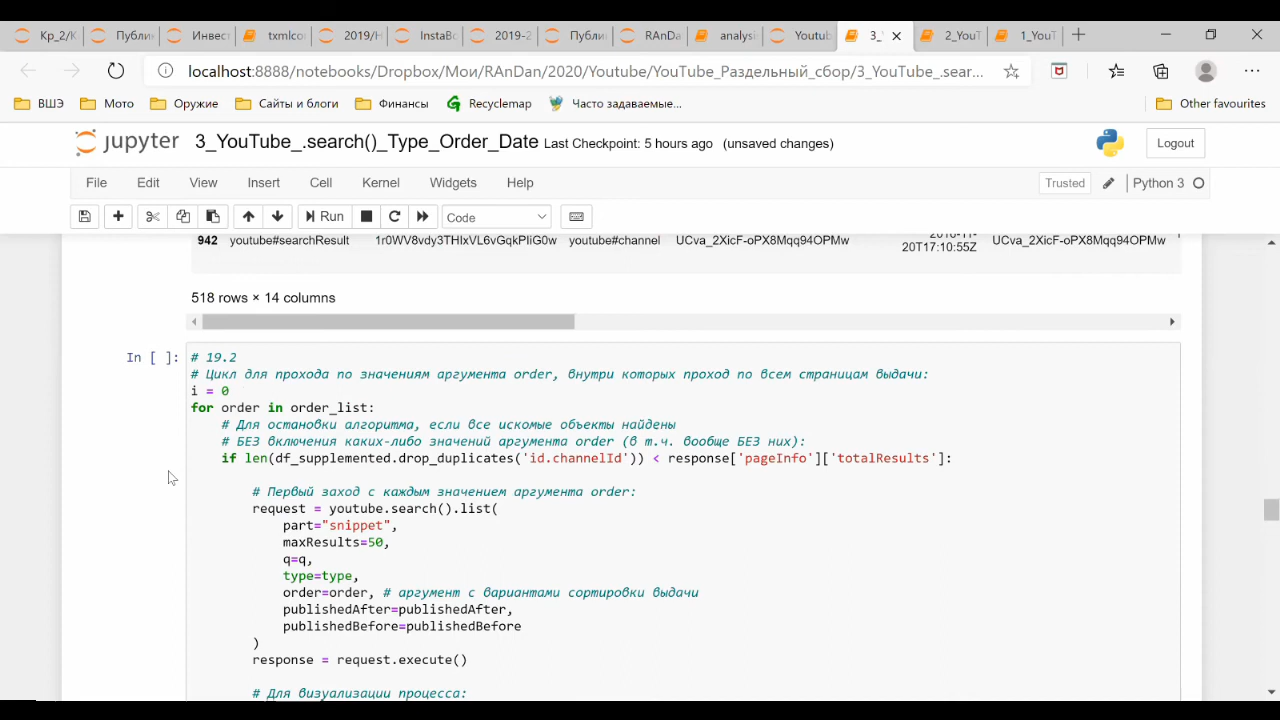 Кр_2/К
Публи
Инвест
txmlcoi
2019/Н
InstaBo
2019-2
Публи
RAnDa
analyse
Youtub
3_
2_YouT
1_YouT
localhost:8888/notebooks/Dropbox/Мои/RAnDan/2020/Youtube/YouTube_Раздельный_сбор/3_YouTube_.sear...
ВШЭ
Мото
Оружие
Сайты и блоги
Финансы
Recyclemap
Часто задаваемые...
Other favourites
jupyter
3_YouTube_.search()_Type_Order_Date Last Checkpoint: 5 hours ago (unsaved changes)
Logout
File Edit View Insert Cell Kernel Widgets Help
Trusted
Python 3
Run
Code
942 youtube#searchResult 1r0WV8vdy3THIxVL6vGqkPIiG0w youtube#channel UCva_2XicF-oPX8Mqq94OPMw
20T17:10:55Z UCva_2XicF-oPX8Mqq94OPMw
518 rows × 14 columns
In [ ]:
# 19.2
# Цикл для прохода по значениям аргумента order, внутри которых проход по всем страницам выдачи:
i = 0
for order in order_list:
# Для остановки алгоритма, если все искомые объекты найдены
# БЕЗ включения каких-либо значений аргумента order (в т.ч. вообще БЕЗ них):
if len(df_supplemented.drop_duplicates('id.channelId')) < response['pageInfo']['totalResults']:
# Первый заход с каждым значением аргумента order:
request = youtube.search().list(
part="snippet",
maxResults=50,
q=q,
type=type,
order=order, # аргумент с вариантами сортировки выдачи
publishedAfter=publishedAfter,
publishedBefore=publishedBefore
)
response = request.execute()
# Для визуализации процесса: